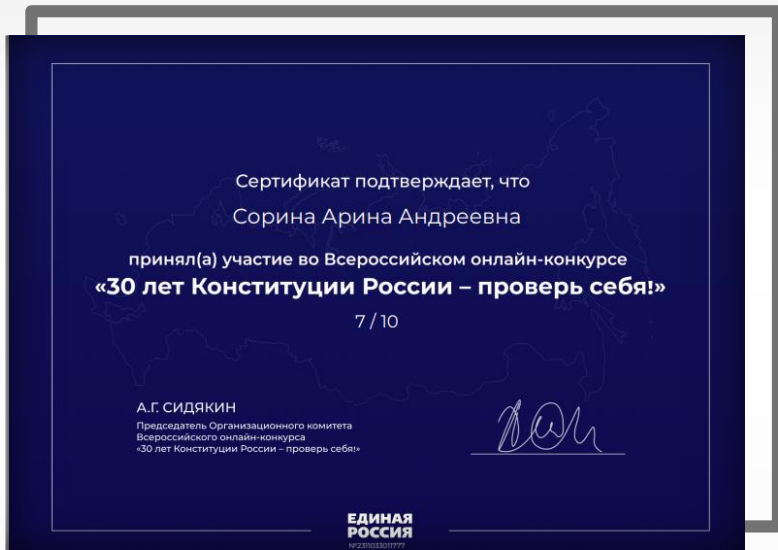 Сертификат подтверждает, что
Сорина Арина Андреевна
принял(а) участие во Всероссийском онлайн-конкурсе
«30 лет Конституции России – проверь себя!»
7 / 10
А.Г. СИДЯКИН
Председатель Организационного комитета
Всероссийского онлайн-конкурса
«30 лет Конституции России – проверь себя!»
ЕДИНАЯ
РОССИЯ
№2311033011777